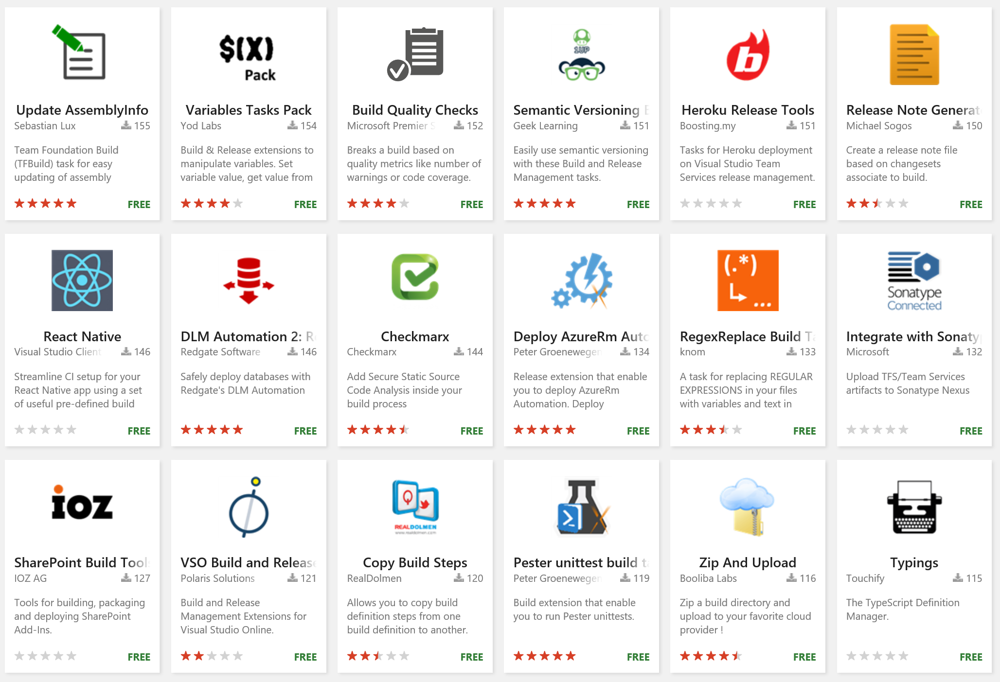 $(X)
Pack
1UP
b
Update AssemblyInfo
Sebastian Lux 155
Team Foundation Build
(TFBuild) task for easy
updating of assembly
FREE
Variables Tasks Pack
Yod Labs 154
Build & Release extensions to
manipulate variables. Set
variable value, get value from
FREE
Build Quality Checks
Microsoft Premier S 152
Breaks a build based on
quality metrics like number of
warnings or code coverage.
FREE
Semantic Versioning
Geek Learning 151
Easily use semantic versioning
with these Build and Release
Management tasks.
FREE
Heroku Release Tools
Boosting.my 151
Tasks for Heroku deployment
on Visual Studio Team
Services release management.
FREE
Release Note Generat
Michael Sogos 150
Create a release note file
based on changesets
associate to build.
FREE
(.*)
...
Sonatype
Connected
React Native
Visual Studio Client 146
Streamline CI setup for your
React Native app using a set
of useful pre-defined build
FREE
DLM Automation 2: Re
Redgate Software 146
Safely deploy databases with
Redgate's DLM Automation
FREE
Checkmarx
Checkmarx 144
Add Secure Static Source
Code Analysis inside your
build process
FREE
Deploy AzureRm Auto
Peter Groenewegen 134
Release extension that enable
you to deploy AzureRm
Automation. Deploy
FREE
RegexReplace Build Ta
knom 133
A task for replacing REGULAR
EXPRESSIONS in your files
with variables and text in
FREE
Integrate with Sonatyp
Microsoft 132
Upload TFS/Team Services
artifacts to Sonatype Nexus
FREE
ioz
REALDOLMEN
www.realdolmen.com
SharePoint Build Tools
IOZ AG 127
Tools for building, packaging
and deploying SharePoint
Add-Ins.
FREE
VSO Build and Release
Polaris Solutions 121
Build and Release
Management Extensions for
Visual Studio Online.
FREE
Copy Build Steps
RealDolmen 120
Allows you to copy build
definition steps from one
build definition to another.
FREE
Pester unittest build ta
Peter Groenewegen 119
Build extension that enable
you to run Pester unittests.
FREE
Zip And Upload
Booliba Labs 116
Zip a build directory and
upload to your favorite cloud
provider !
FREE
Typings
Touchify 115
The TypeScript Definition
Manager.
FREE